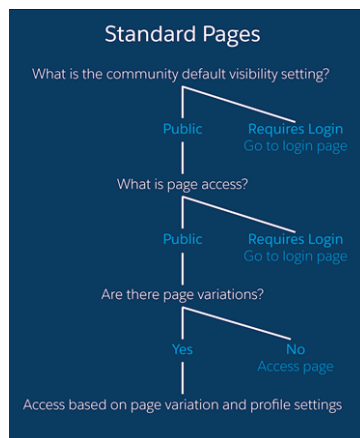 Standard Pages
What is the community default visibility setting?
Public
Requires Login
Go to login page
What is page access?
Public
Requires Login
Go to login page
Are there page variations?
Yes
No
Access page
Access based on page variation and profile settings